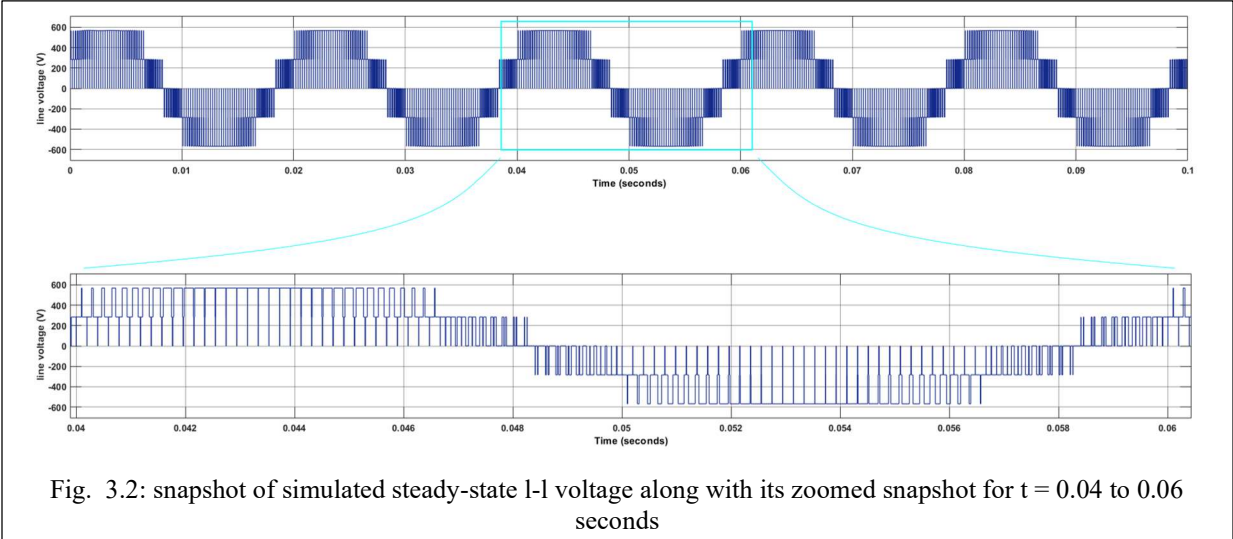 line voltage (V)
600
400
200
0
-200
-400
-600
0 0.01 0.02 0.03 0.04 0.05 0.06 0.07 0.08 0.09 0.1
Time (seconds)
line voltage (V)
600
400
200
0
-200
-400
-600
0.04 0.042 0.044 0.046 0.048 0.05 0.052 0.054 0.056 0.058 0.06
Time (seconds)
Fig. 3.2: snapshot of simulated steady-state l-l voltage along with its zoomed snapshot for t = 0.04 to 0.06
seconds